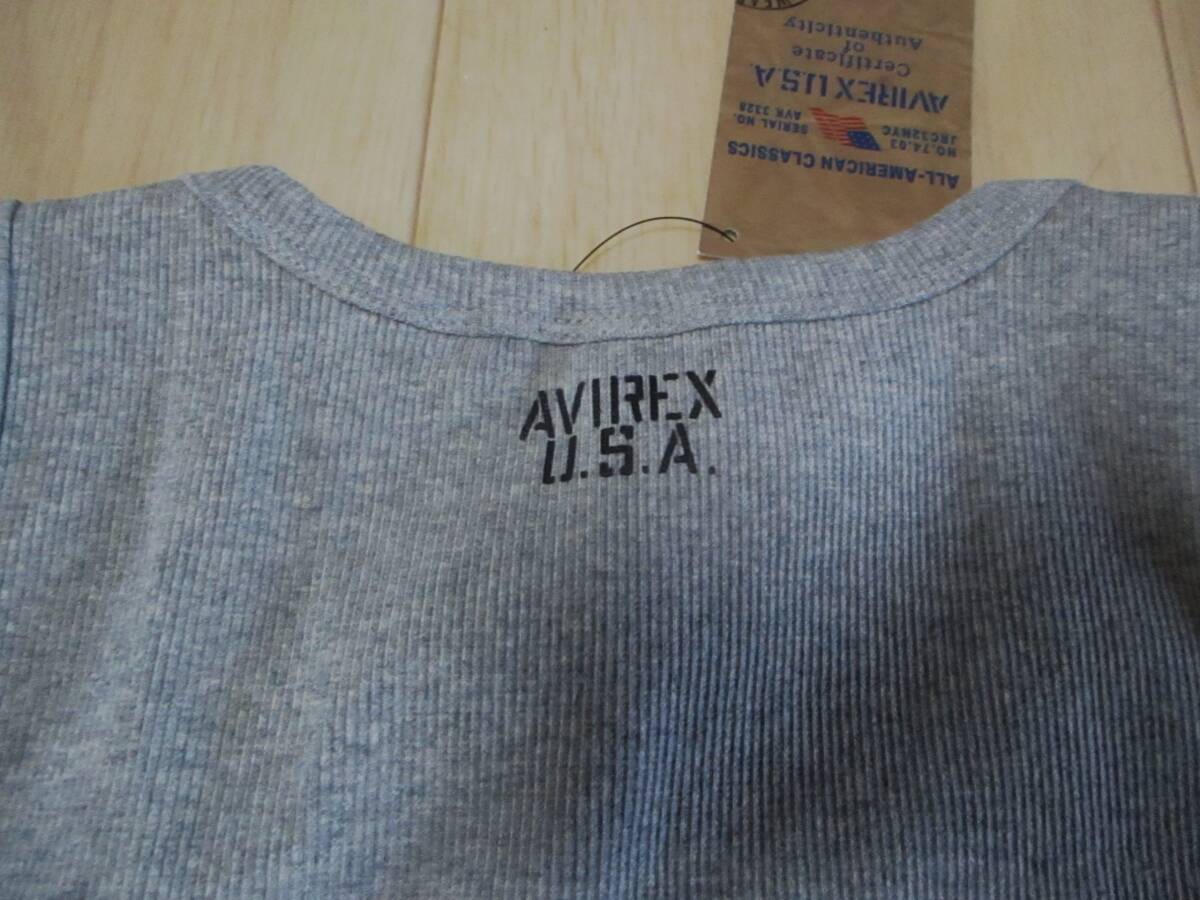 ALL-AMERICAN CLASSICS
NO.74.03 SERIAL NO.
JRC32NYC AVR 3328
AVIREX U.S.A.
Certificate
of
Authenticity
AVIREX
U.S.A.